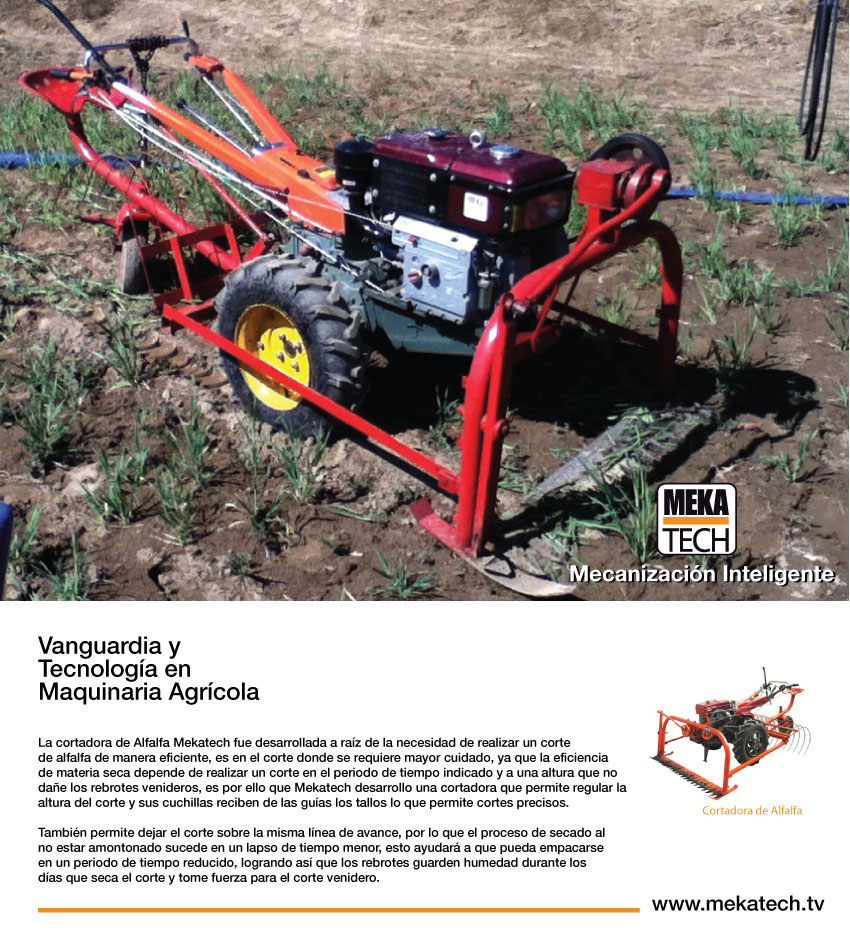 MEKA
TECH
Mecanización Inteligente
Vanguardia y
Tecnología en
Maquinaria Agrícola
La cortadora de Alfalfa Mekatech fue desarrollada a raíz de la necesidad de realizar un corte
de alfalfa de manera eficiente, es en el corte donde se requiere mayor cuidado, ya que la eficiencia
de materia seca depende de realizar un corte en el periodo de tiempo indicado y a una altura que no
dañe los rebrotes venideros, es por ello que Mekatech desarrollo una cortadora que permite regular la
altura del corte y sus cuchillas reciben de las guías los tallos lo que permite cortes precisos.
También permite dejar el corte sobre la misma línea de avance, por lo que el proceso de secado al
no estar amontonado sucede en un lapso de tiempo menor, esto ayudará a que pueda empacarse
en un periodo de tiempo reducido, logrando así que los rebrotes guarden humedad durante los
días que seca el corte y tome fuerza para el corte venidero.
Cortadora de Alfalfa
www.mekatech.tv